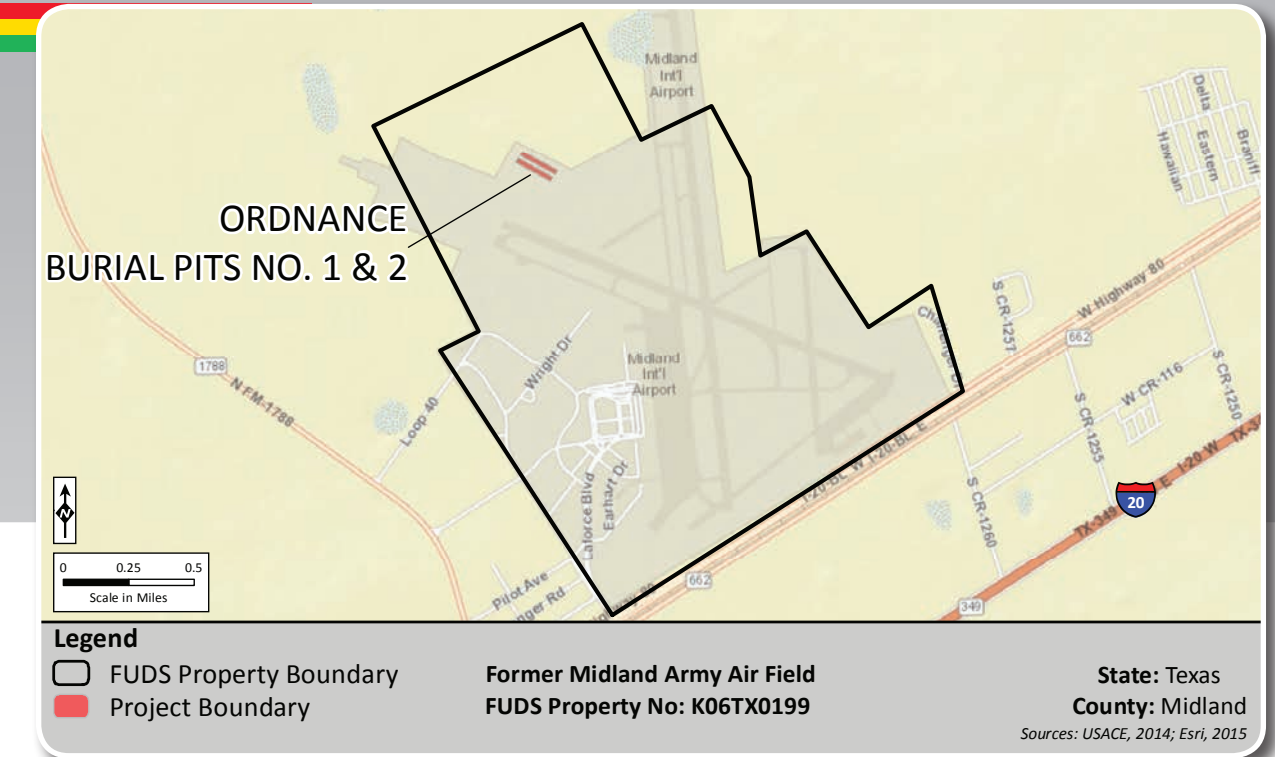 Midland
Int'l
Airport
Delta
Eastern
Braniff
Hawaiian
ORDNANCE
BURIAL PITS NO. 1 & 2
W Highway 80
662
S CR-1257
Challenger Dr
Wright Dr
Midland
Int'l
Airport
1788
N FM-1788
Loop 40
S CR-1250
W CR-116
S CR-1255
I-20-BL W I-20-BL E
Laforce Blvd
Earhart Dr
S CR-1260
20
E I-20-W
TX-349
N
0 0.25 0.5
Scale in Miles
Pilot Ave
nger Rd
662
349
Legend
FUDS Property Boundary
Project Boundary
Former Midland Army Air Field
FUDS Property No: K06TX0199
State: Texas
County: Midland
Sources: USACE, 2014; Esri, 2015